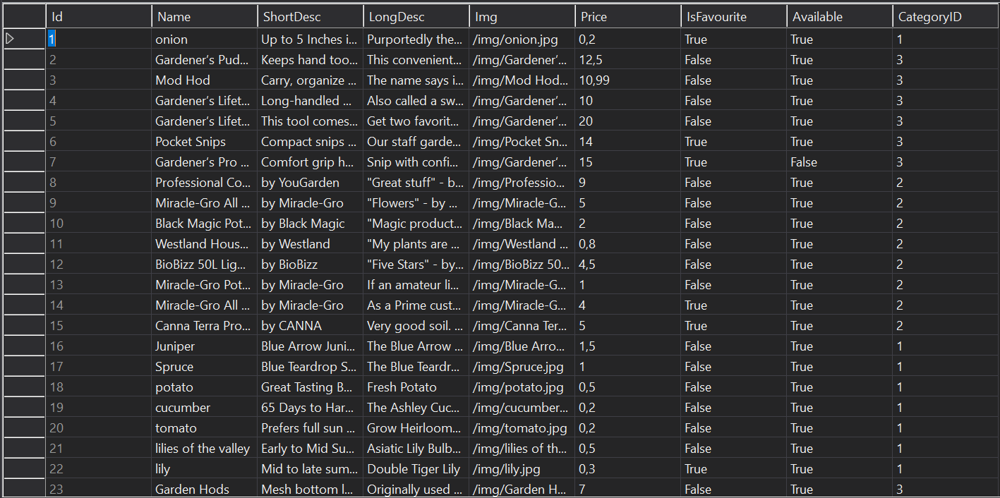 Id Name ShortDesc LongDesc Img Price IsFavourite Available CategoryID
1 onion Up to 5 Inches i... Purportedly the... /img/onion.jpg 0,2 True True 1
2 Gardener’s Pud... Keeps hand too... This convenient... /img/Gardener’... 12,5 False True 3
3 Mod Hod Carry, organize ... The name says i... /img/Mod Hod... 10,99 False True 3
4 Gardener’s Lifet... Long-handled ... Also called a sw... /img/Gardener’... 10 False True 3
5 Gardener’s Lifet... This tool comes... Get two favorit... /img/Gardener’... 20 False True 3
6 Pocket Snips Compact snips ... Our staff garde... /img/Pocket Sn... 14 True True 3
7 Gardener’s Pro ... Comfort grip h... Snip with confi... /img/Gardener’... 15 True False 3
8 Professional Co... by YouGarden "Great stuff" - b... /img/Professio... 9 False True 2
9 Miracle-Gro All ... by Miracle-Gro "Flowers" - by ... /img/Miracle-G... 5 False True 2
10 Black Magic Pot... by Black Magic "Magic product... /img/Black Ma... 2 False True 2
11 Westland Hous... by Westland "My plants are ... /img/Westland ... 0,8 False True 2
12 BioBizz 50L Lig... by BioBizz "Five Stars" - by... /img/BioBizz 50... 4,5 False True 2
13 Miracle-Gro Pot... by Miracle-Gro If an amateur li... /img/Miracle-G... 1 False True 2
14 Miracle-Gro All ... by Miracle-Gro As a Prime cust... /img/Miracle-G... 4 True True 2
15 Canna Terra Pro... by CANNA Very good soil. ... /img/Canna Ter... 5 True True 2
16 Juniper Blue Arrow Juni... The Blue Arrow ... /img/Blue Arro... 1,5 False True 1
17 Spruce Blue Teardrop S... The Blue Teardr... /img/Spruce.jpg 1 False True 1
18 potato Great Tasting B... Fresh Potato /img/potato.jpg 0,5 False True 1
19 cucumber 65 Days to Har... The Ashley Cuc... /img/cucumber... 0,2 False True 1
20 tomato Prefers full sun ... Grow Heirloom... /img/tomato.jpg 0,2 False True 1
21 lilies of the valley Early to Mid Su... Asiatic Lily Bulb... /img/lilies of th... 0,5 False True 1
22 lily Mid to late sum... Double Tiger Lily /img/lily.jpg 0,3 True True 1
23 Garden Hods Mesh bottom l... Originally used ... /img/Garden H... 7 False True 3